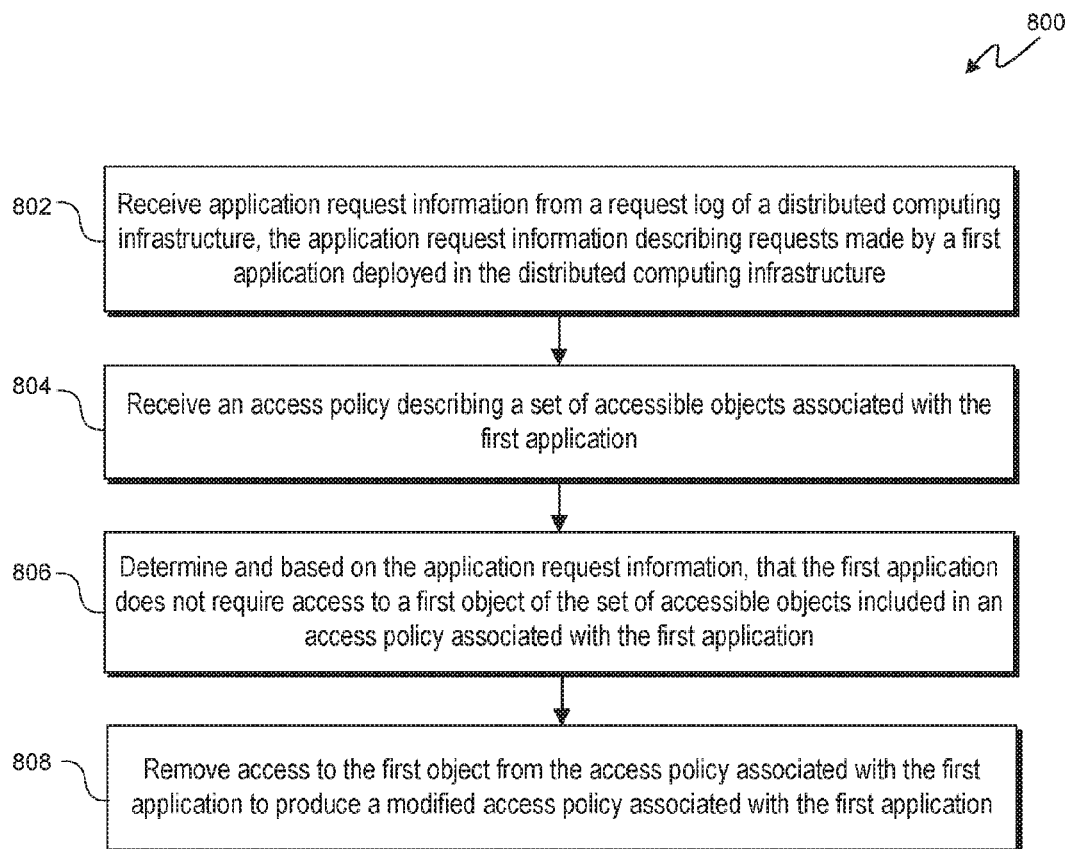 800
802
Receive application request information from a request log of a distributed computing
infrastructure, the application request information describing requests made by a first
application deployed in the distributed computing infrastructure
804
Receive an access policy describing a set of accessible objects associated with the
first application
806
Determine and based on the application request information, that the first application
does not require access to a first object of the set of accessible objects included in an
access policy associated with the first application
808
Remove access to the first object from the access policy associated with the first
application to produce a modified access policy associated with the first application